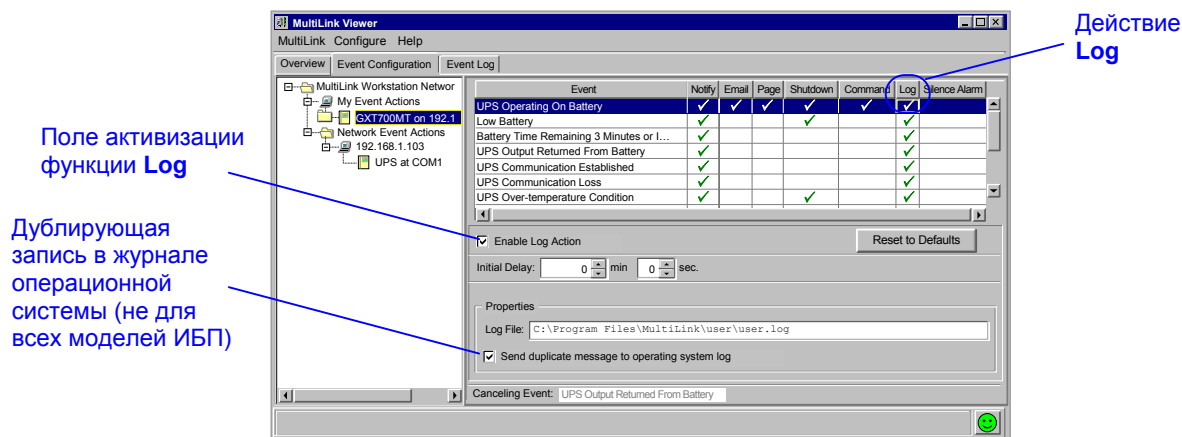 MultiLink Viewer
MultiLink Configure Help
Overview Event Configuration Event Log
MultiLink Workstation Networ
My Event Actions
GXT700MT on 192.1
Network Event Actions
192.168.1.103
UPS at COM1
Event Notify Email Page Shutdown Command Log Silence Alarm
UPS Operating On Battery
Low Battery
Battery Time Remaining 3 Minutes or l...
UPS Output Returned From Battery
UPS Communication Established
UPS Communication Loss
UPS Over-temperature Condition
Enable Log Action
Reset to Defaults
Initial Delay: 0 min 0 sec.
Properties
Log File: C:\Program Files\MultiLink\user\user.log
Send duplicate message to operating system log
Canceling Event: UPS Output Returned From Battery
Действие
Log
Поле активизации
функции Log
Дублирующая
запись в журнале
операционной
системы (не для
всех моделей ИБП)